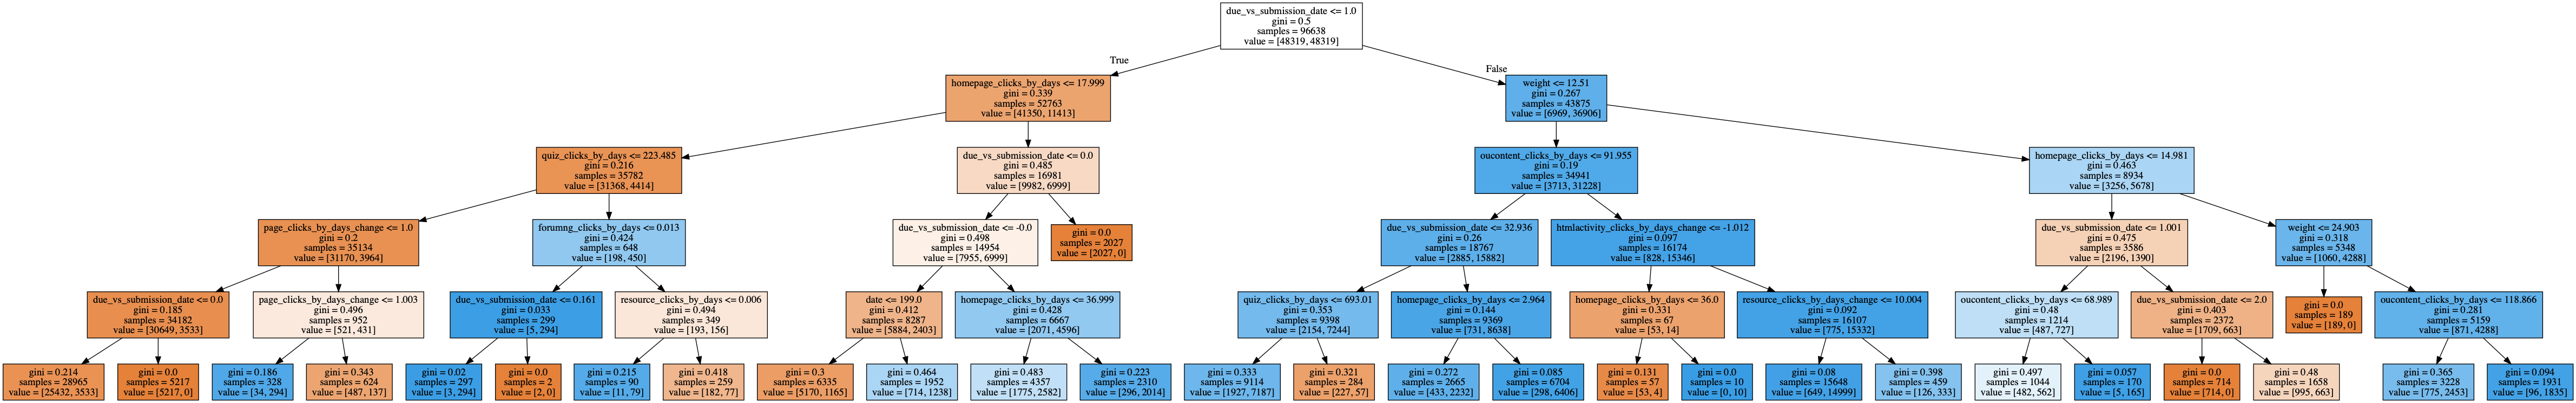 due_vs_submission_date <= 1.0
gini = 0.5
samples = 96638
value = [48319, 48319]
True
False
homepage_clicks_by_days <= 17.999
gini = 0.339
samples = 52763
value = [41350, 11413]
weight <= 12.51
gini = 0.267
samples = 43875
value = [6969, 36906]
quiz_clicks_by_days <= 223.485
gini = 0.216
samples = 35782
value = [31368, 4414]
due_vs_submission_date <= 0.0
gini = 0.485
samples = 16981
value = [9982, 6999]
oucontent_clicks_by_days <= 91.955
gini = 0.19
samples = 34941
value = [3713, 31228]
homepage_clicks_by_days <= 14.981
gini = 0.463
samples = 8934
value = [3256, 5678]
page_clicks_by_days_change <= 1.0
gini = 0.2
samples = 35134
value = [31170, 3964]
forumng_clicks_by_days <= 0.013
gini = 0.424
samples = 648
value = [198, 450]
due_vs_submission_date <= -0.0
gini = 0.498
samples = 14954
value = [7955, 6999]
gini = 0.0
samples = 2027
value = [2027, 0]
due_vs_submission_date <= 32.936
gini = 0.26
samples = 18767
value = [2885, 15882]
htmlactivity_clicks_by_days_change <= -1.012
gini = 0.097
samples = 16174
value = [828, 15346]
due_vs_submission_date <= 1.001
gini = 0.475
samples = 3586
value = [2196, 1390]
weight <= 24.903
gini = 0.318
samples = 5348
value = [1060, 4288]
due_vs_submission_date <= 0.0
gini = 0.185
samples = 34182
value = [30649, 3533]
page_clicks_by_days_change <= 1.003
gini = 0.496
samples = 952
value = [521, 431]
due_vs_submission_date <= 0.161
gini = 0.033
samples = 299
value = [5, 294]
resource_clicks_by_days <= 0.006
gini = 0.494
samples = 349
value = [193, 156]
date <= 199.0
gini = 0.412
samples = 8287
value = [5884, 2403]
homepage_clicks_by_days <= 36.999
gini = 0.428
samples = 6667
value = [2071, 4596]
quiz_clicks_by_days <= 693.01
gini = 0.353
samples = 9398
value = [2154, 7244]
homepage_clicks_by_days <= 2.964
gini = 0.144
samples = 9369
value = [731, 8638]
homepage_clicks_by_days <= 36.0
gini = 0.331
samples = 67
value = [53, 14]
resource_clicks_by_days_change <= 10.004
gini = 0.092
samples = 16107
value = [775, 15332]
oucontent_clicks_by_days <= 68.989
gini = 0.48
samples = 1214
value = [487, 727]
due_vs_submission_date <= 2.0
gini = 0.403
samples = 2372
value = [1709, 663]
gini = 0.0
samples = 189
value = [189, 0]
oucontent_clicks_by_days <= 118.866
gini = 0.281
samples = 5159
value = [871, 4288]
gini = 0.214
samples = 28965
value = [25432, 3533]
gini = 0.0
samples = 5217
value = [5217, 0]
gini = 0.186
samples = 328
value = [34, 294]
gini = 0.343
samples = 624
value = [487, 137]
gini = 0.02
samples = 297
value = [3, 294]
gini = 0.0
samples = 2
value = [2, 0]
gini = 0.215
samples = 90
value = [11, 79]
gini = 0.418
samples = 259
value = [182, 77]
gini = 0.3
samples = 6335
value = [5170, 1165]
gini = 0.464
samples = 1952
value = [714, 1238]
gini = 0.483
samples = 4357
value = [1775, 2582]
gini = 0.223
samples = 2310
value = [296, 2014]
gini = 0.333
samples = 9114
value = [1927, 7187]
gini = 0.321
samples = 284
value = [227, 57]
gini = 0.272
samples = 2665
value = [433, 2232]
gini = 0.085
samples = 6704
value = [298, 6406]
gini = 0.131
samples = 57
value = [53, 4]
gini = 0.0
samples = 10
value = [0, 10]
gini = 0.08
samples = 15648
value = [649, 14999]
gini = 0.398
samples = 459
value = [126, 333]
gini = 0.497
samples = 1044
value = [482, 562]
gini = 0.057
samples = 170
value = [5, 165]
gini = 0.0
samples = 714
value = [714, 0]
gini = 0.48
samples = 1658
value = [995, 663]
gini = 0.365
samples = 3228
value = [775, 2453]
gini = 0.094
samples = 1931
value = [96, 1835]